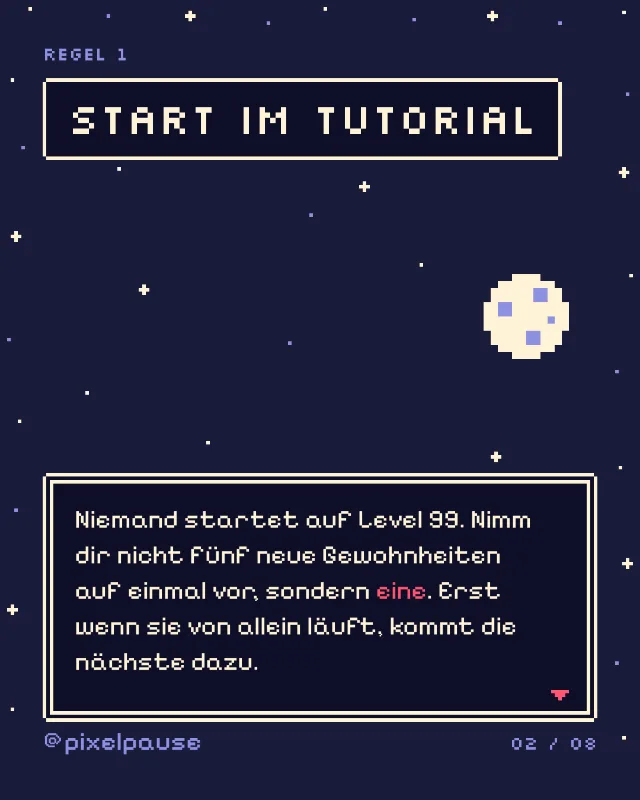 REGEL 1
START IM TUTORIAL
Niemand startet auf Level 99. Nimm
dir nicht fünf neue Gewohnheiten
auf einmal vor, sondern eine. Erst
wenn sie von allein läuft, kommt die
nächste dazu.
@pixelpause
02 / 08